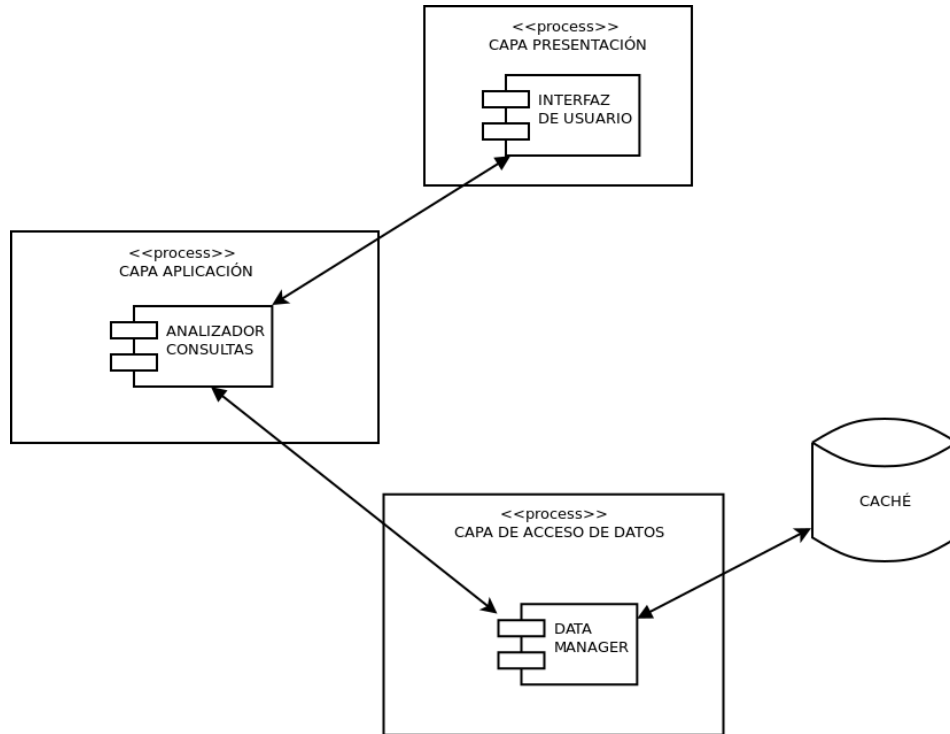 <<process>>
CAPA PRESENTACIÓN
INTERFAZ
DE USUARIO
<<process>>
CAPA APLICACIÓN
ANALIZADOR
CONSULTAS
<<process>>
CAPA DE ACCESO DE DATOS
CACHÉ
DATA
MANAGER